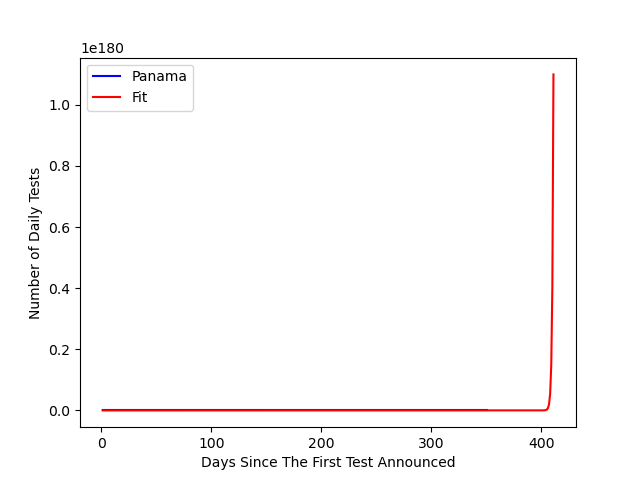 1e180
Panama
Fit
1.0
0.8
0.6
0.4
0.2
0.0
Number of Daily Tests
0 100 200 300 400
Days Since The First Test Announced